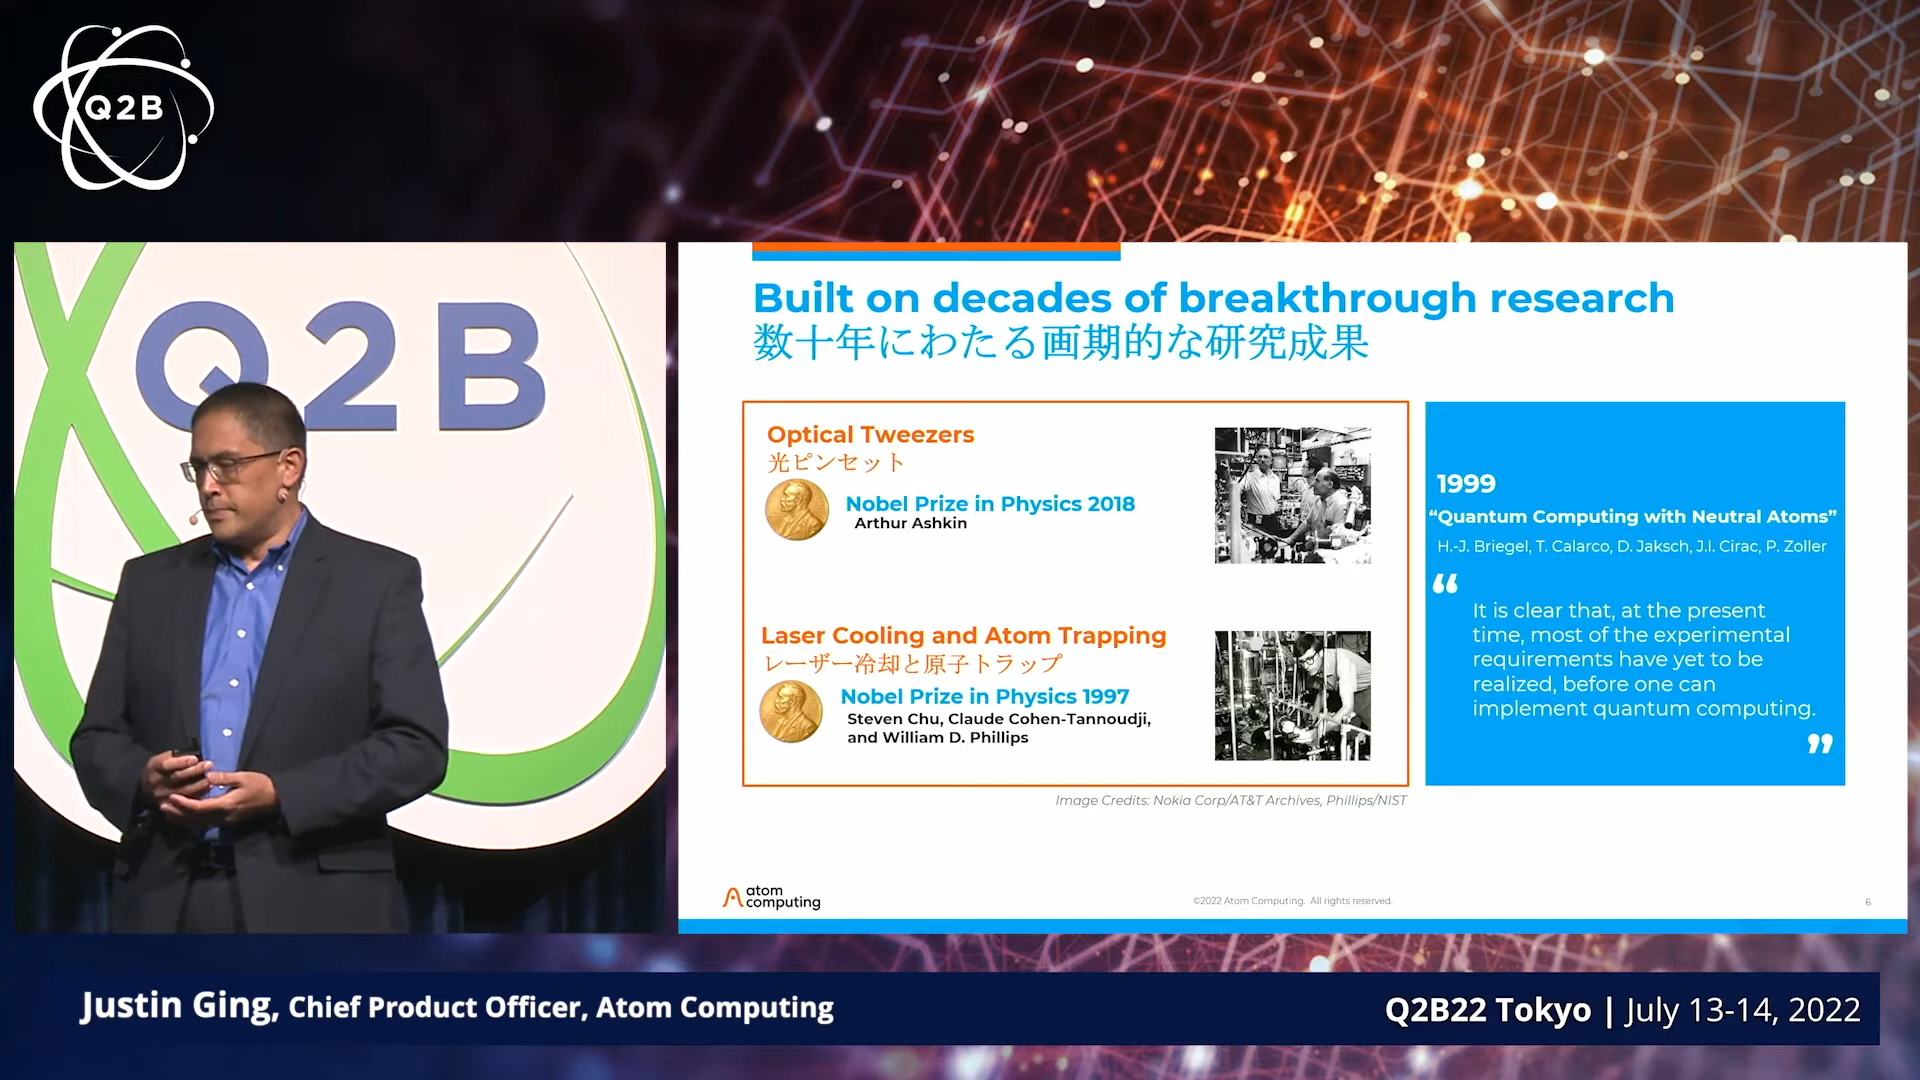 Q2B
Q2B
Built on decades of breakthrough research
数十年にわたる画期的な研究成果
Optical Tweezers
光ピンセット
Nobel Prize in Physics 2018
Arthur Ashkin
Laser Cooling and Atom Trapping
レーザー冷却と原子トラップ
Nobel Prize in Physics 1997
Steven Chu, Claude Cohen-Tannoudji,
and William D. Phillips
Image Credits: Nokia Corp/AT&T Archives, Phillips/NIST
1999
“Quantum Computing with Neutral Atoms”
H.-J. Briegel, T. Calarco, D. Jaksch, J.I. Cirac, P. Zoller
“
It is clear that, at the present
time, most of the experimental
requirements have yet to be
realized, before one can
implement quantum computing.
”
atom
computing
©2022 Atom Computing. All rights reserved.
6
Justin Ging, Chief Product Officer, Atom Computing
Q2B22 Tokyo | July 13-14, 2022